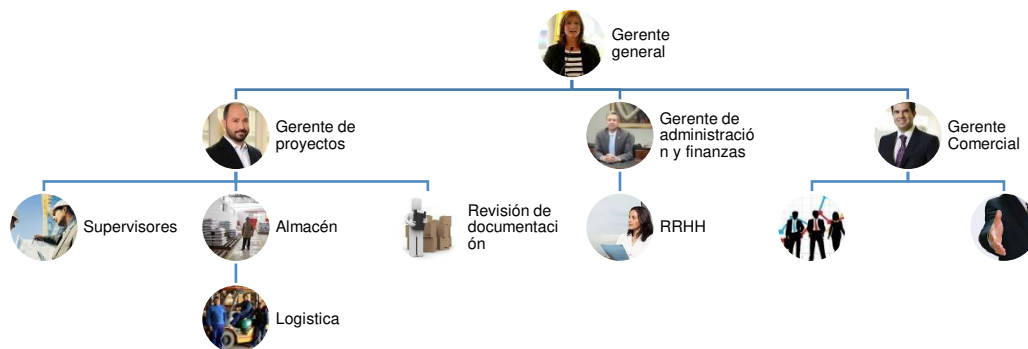 Gerente
general
Gerente de
proyectos
Gerente de
administració
n y finanzas
Gerente
Comercial
Supervisores
Almacén
Revisión de
documentaci
ón
RRHH
Logistica